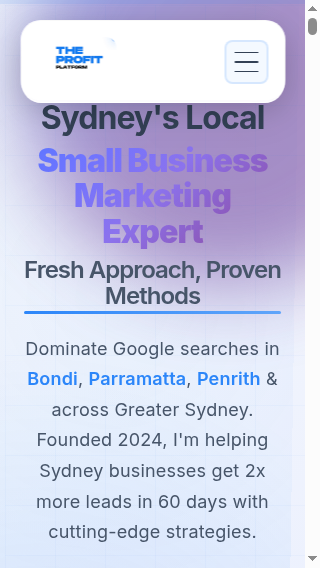 THE
PROFIT
PLATFORM
Sydney's Local
Small Business
Marketing
Expert
Fresh Approach, Proven
Methods
Dominate Google searches in
Bondi, Parramatta, Penrith &
across Greater Sydney.
Founded 2024, I'm helping
Sydney businesses get 2x
more leads in 60 days with
cutting-edge strategies.